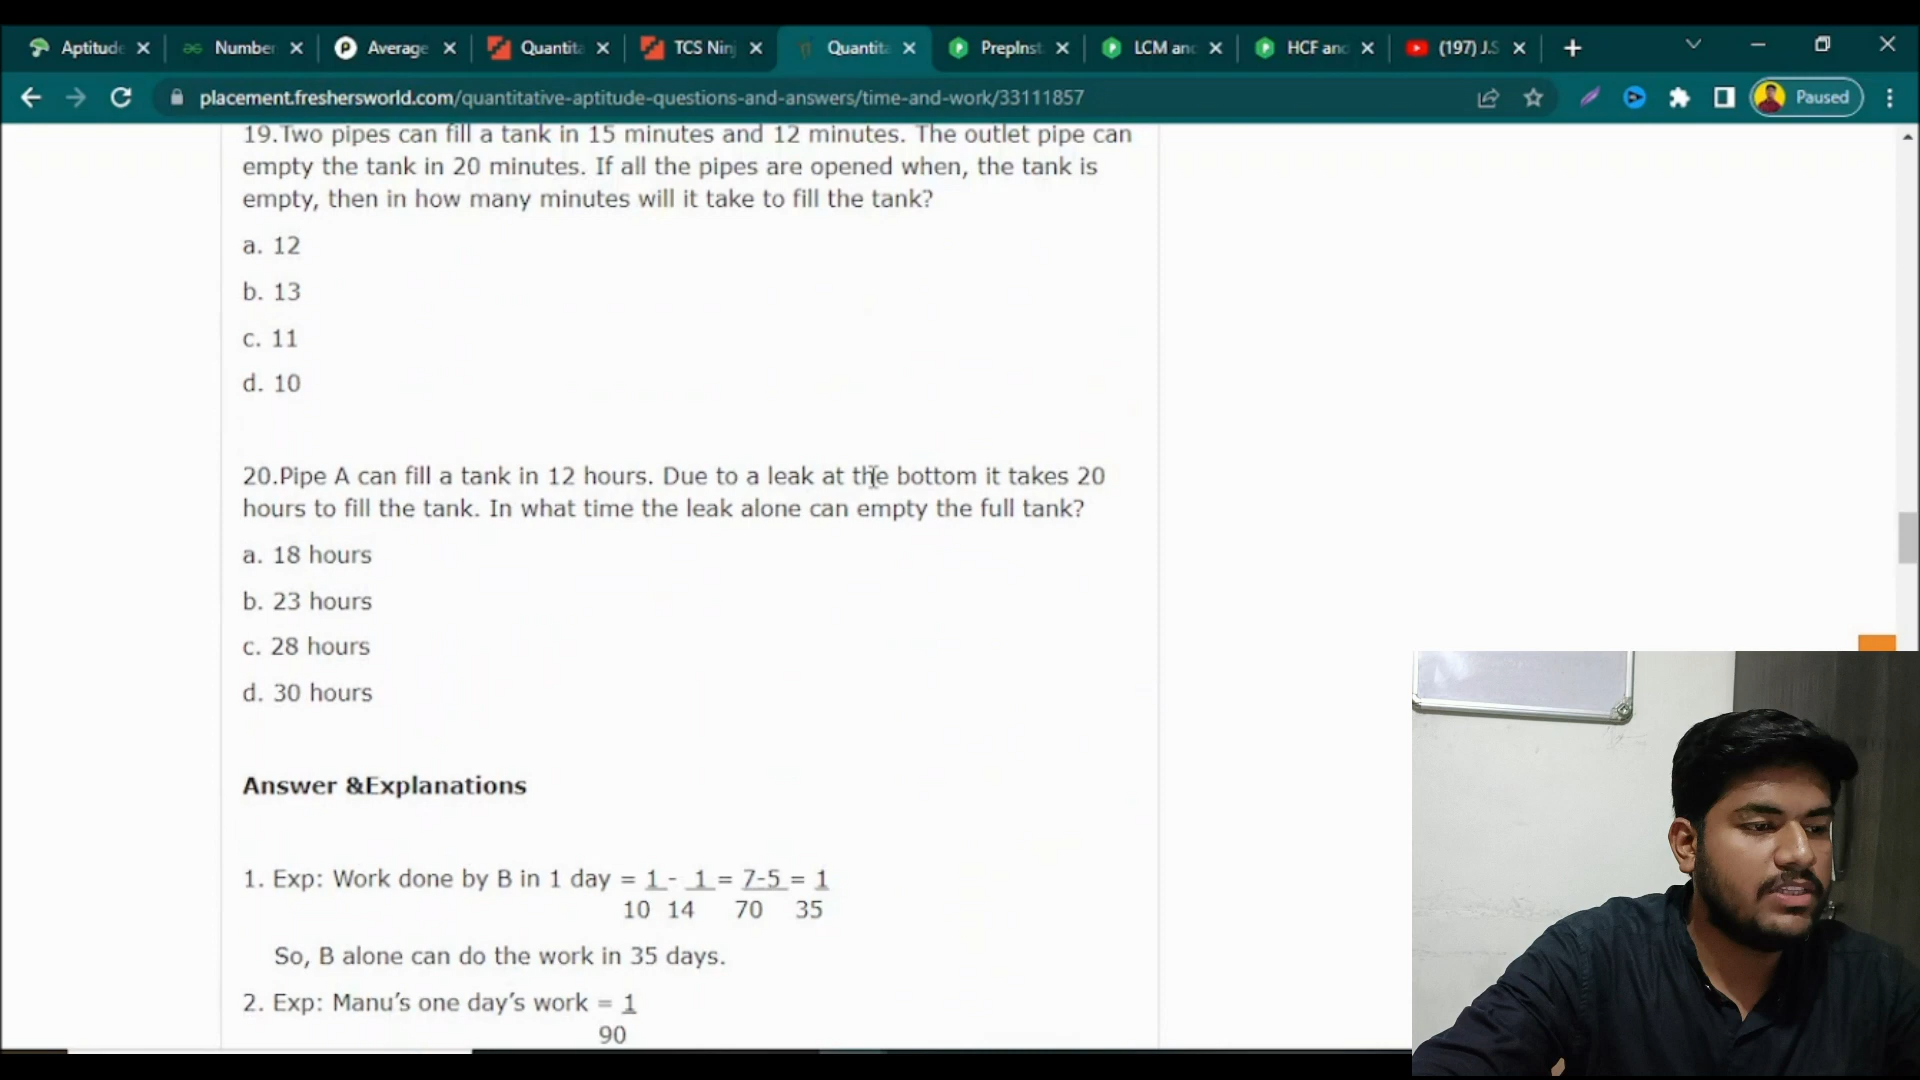 Aptitude
Number
Average
Quantita
TCS Ninj
Quantita
PrepInst
LCM and
HCF and
(197) J.S
placement.freshersworld.com/quantitative-aptitude-questions-and-answers/time-and-work/33111857
Paused
19.Two pipes can fill a tank in 15 minutes and 12 minutes. The outlet pipe can
empty the tank in 20 minutes. If all the pipes are opened when, the tank is
empty, then in how many minutes will it take to fill the tank?
a. 12
b. 13
c. 11
d. 10
20.Pipe A can fill a tank in 12 hours. Due to a leak at the bottom it takes 20
hours to fill the tank. In what time the leak alone can empty the full tank?
a. 18 hours
b. 23 hours
c. 28 hours
d. 30 hours
Answer &Explanations
1. Exp: Work done by B in 1 day = 1 - 1 = 7-5 = 1
10 14 70 35
So, B alone can do the work in 35 days.
2. Exp: Manu's one day's work = 1
90